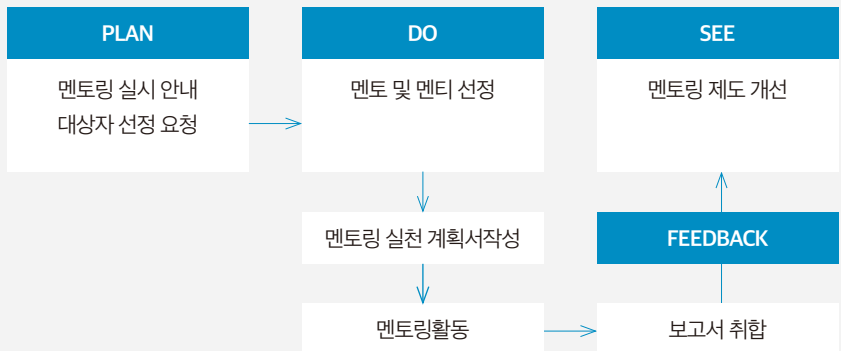 PLAN
멘토링 실시 안내
대상자 선정 요청
DO
멘토 및 멘티 선정
멘토링 실천 계획서작성
멘토링활동
SEE
멘토링 제도 개선
FEEDBACK
보고서 취합